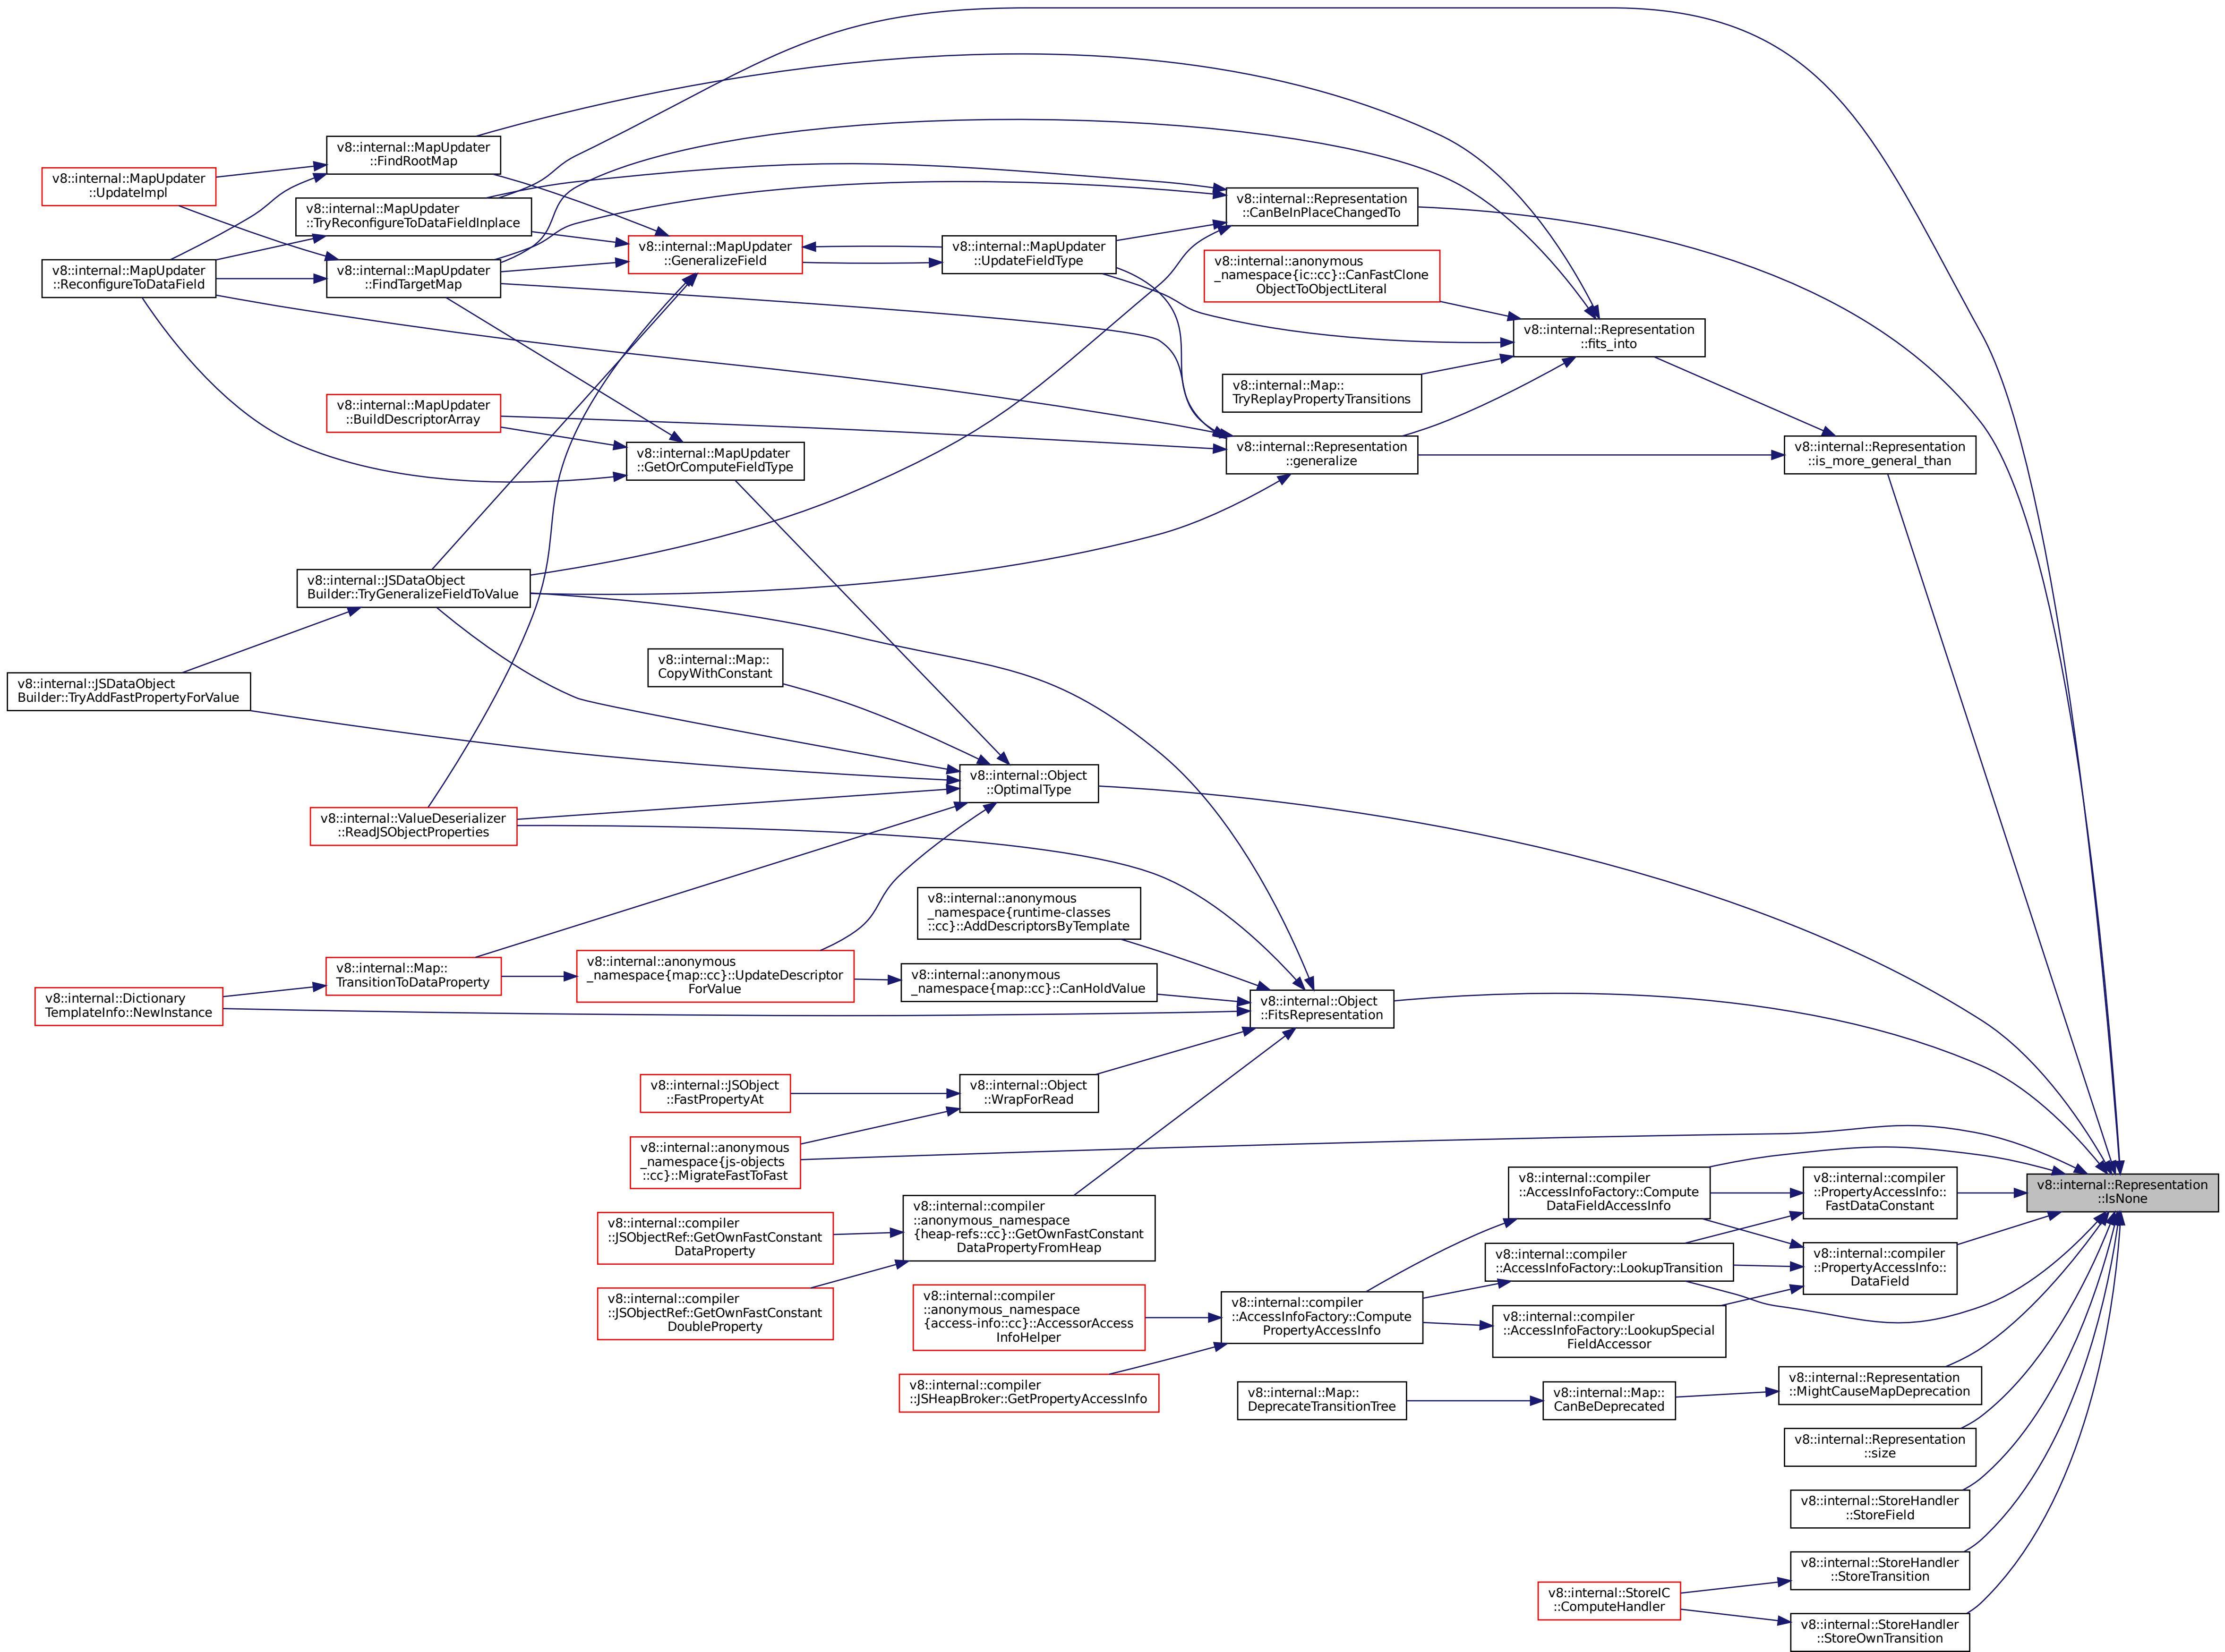 v8::internal::MapUpdater
::FindRootMap
v8::internal::MapUpdater
::UpdateImpl
v8::internal::Representation
::CanBeInPlaceChangedTo
v8::internal::MapUpdater
::TryReconfigureToDataFieldInplace
v8::internal::MapUpdater
::GeneralizeField
v8::internal::MapUpdater
::UpdateFieldType
v8::internal::anonymous
_namespace{ic::cc}::CanFastClone
ObjectToObjectLiteral
v8::internal::MapUpdater
::ReconfigureToDataField
v8::internal::MapUpdater
::FindTargetMap
v8::internal::Representation
::fits_into
v8::internal::Map::
TryReplayPropertyTransitions
v8::internal::MapUpdater
::BuildDescriptorArray
v8::internal::MapUpdater
::GetOrComputeFieldType
v8::internal::Representation
::generalize
v8::internal::Representation
::is_more_general_than
v8::internal::JSDataObject
Builder::TryGeneralizeFieldToValue
v8::internal::Map::
CopyWithConstant
v8::internal::JSDataObject
Builder::TryAddFastPropertyForValue
v8::internal::Object
::OptimalType
v8::internal::ValueDeserializer
::ReadJSObjectProperties
v8::internal::anonymous
_namespace{runtime-classes
::cc}::AddDescriptorsByTemplate
v8::internal::Map::
TransitionToDataProperty
v8::internal::anonymous
_namespace{map::cc}::UpdateDescriptor
ForValue
v8::internal::anonymous
_namespace{map::cc}::CanHoldValue
v8::internal::Dictionary
TemplateInfo::NewInstance
v8::internal::Object
::FitsRepresentation
v8::internal::JSObject
::FastPropertyAt
v8::internal::Object
::WrapForRead
v8::internal::anonymous
_namespace{js-objects
::cc}::MigrateFastToFast
v8::internal::compiler
::AccessInfoFactory::Compute
DataFieldAccessInfo
v8::internal::compiler
::PropertyAccessInfo::
FastDataConstant
v8::internal::Representation
::IsNone
v8::internal::compiler
::anonymous_namespace
{heap-refs::cc}::GetOwnFastConstant
DataPropertyFromHeap
v8::internal::compiler
::JSObjectRef::GetOwnFastConstant
DataProperty
v8::internal::compiler
::AccessInfoFactory::LookupTransition
v8::internal::compiler
::PropertyAccessInfo::
DataField
v8::internal::compiler
::JSObjectRef::GetOwnFastConstant
DoubleProperty
v8::internal::compiler
::anonymous_namespace
{access-info::cc}::AccessorAccess
InfoHelper
v8::internal::compiler
::AccessInfoFactory::Compute
PropertyAccessInfo
v8::internal::compiler
::AccessInfoFactory::LookupSpecial
FieldAccessor
v8::internal::compiler
::JSHeapBroker::GetPropertyAccessInfo
v8::internal::Map::
DeprecateTransitionTree
v8::internal::Map::
CanBeDeprecated
v8::internal::Representation
::MightCauseMapDeprecation
v8::internal::Representation
::size
v8::internal::StoreHandler
::StoreField
v8::internal::StoreHandler
::StoreTransition
v8::internal::StoreIC
::ComputeHandler
v8::internal::StoreHandler
::StoreOwnTransition